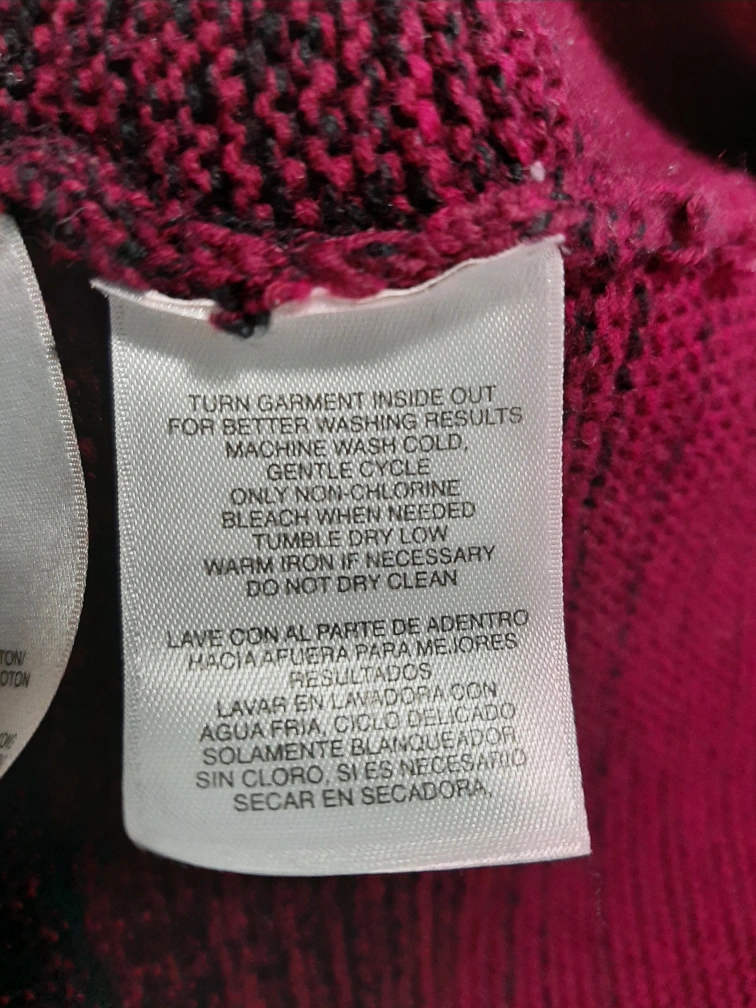 TURN GARMENT INSIDE OUT
FOR BETTER WASHING RESULTS
MACHINE WASH COLD,
GENTLE CYCLE
ONLY NON-CHLORINE
BLEACH WHEN NEEDED
TUMBLE DRY LOW
WARM IRON IF NECESSARY
DO NOT DRY CLEAN
LAVE CON AL PARTE DE ADENTRO
HACIA AFUERA PARA MEJORES
RESULTADOS
LAVAR EN LAVADORA CON
AGUA FRIA, CICLO DELICADO
SOLAMENTE BLANQUEADOR
SIN CLORO, SI ES NECESARIO
SECAR EN SECADORA,
TON/
OTON